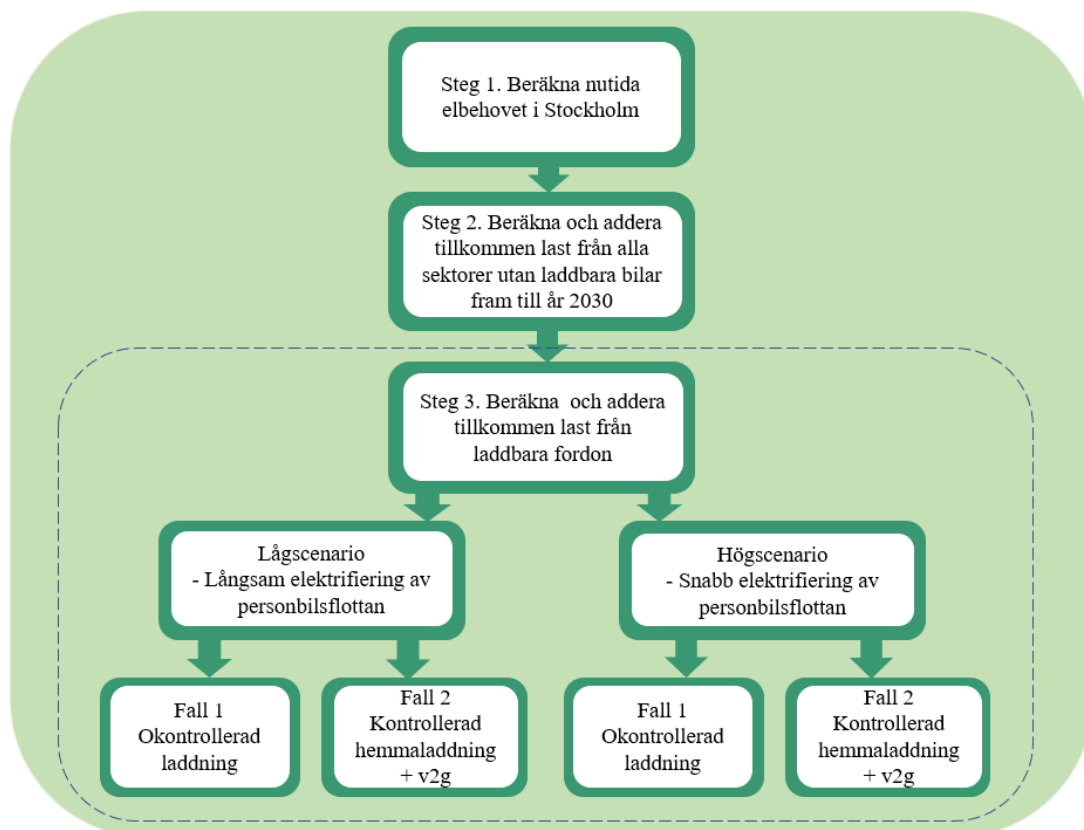 Steg 1. Beräkna nutida
elbehovet i Stockholm
Steg 2. Beräkna och addera
tillkommen last från alla
sektorer utan laddbara bilar
fram till år 2030
Steg 3. Beräkna och addera
tillkommen last från
laddbara fordon
Lågscenario
- Långsam elektrifiering av
personbilsflottan
Högscenario
- Snabb elektrifiering av
personbilsflottan
Fall 1
Okontrollerad
laddning
Fall 2
Kontrollerad
hemmaladdning
+ v2g
Fall 1
Okontrollerad
laddning
Fall 2
Kontrollerad
hemmaladdning
+ v2g